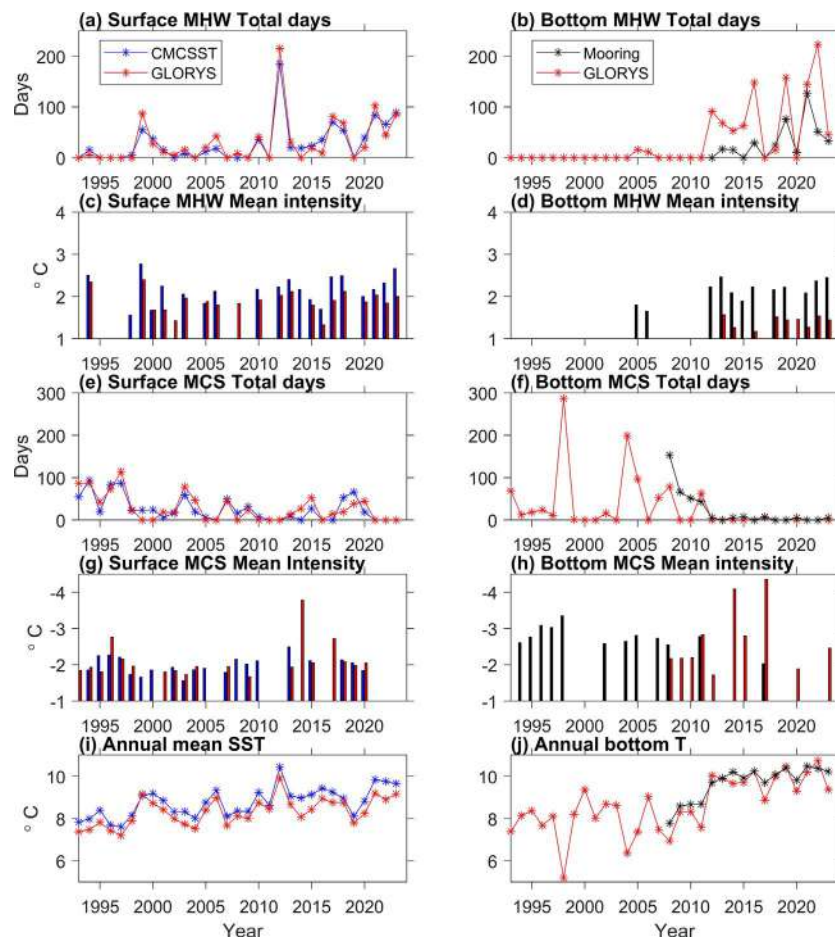 (a) Surface MHW Total days
(b) Bottom MHW Total days
200
100
0
Days
CMCSST
GLORYS
200
100
0
Mooring
GLORYS
1995 2000 2005 2010 2015 2020
1995 2000 2005 2010 2015 2020
(c) Suface MHW Mean intensity
(d) Bottom MHW Mean intensity
4
3
2
1
° C
4
3
2
1
1995 2000 2005 2010 2015 2020
1995 2000 2005 2010 2015 2020
(e) Surface MCS Total days
(f) Bottom MCS Total days
300
200
100
0
Days
300
200
100
0
1995 2000 2005 2010 2015 2020
1995 2000 2005 2010 2015 2020
(g) Surface MCS Mean Intensity
(h) Bottom MCS Mean intensity
-4
-3
-2
-1
° C
-4
-3
-2
-1
1995 2000 2005 2010 2015 2020
1995 2000 2005 2010 2015 2020
(i) Annual mean SST
(j) Annual bottom T
10
8
6
° C
10
8
6
1995 2000 2005 2010 2015 2020
1995 2000 2005 2010 2015 2020
Year
Year